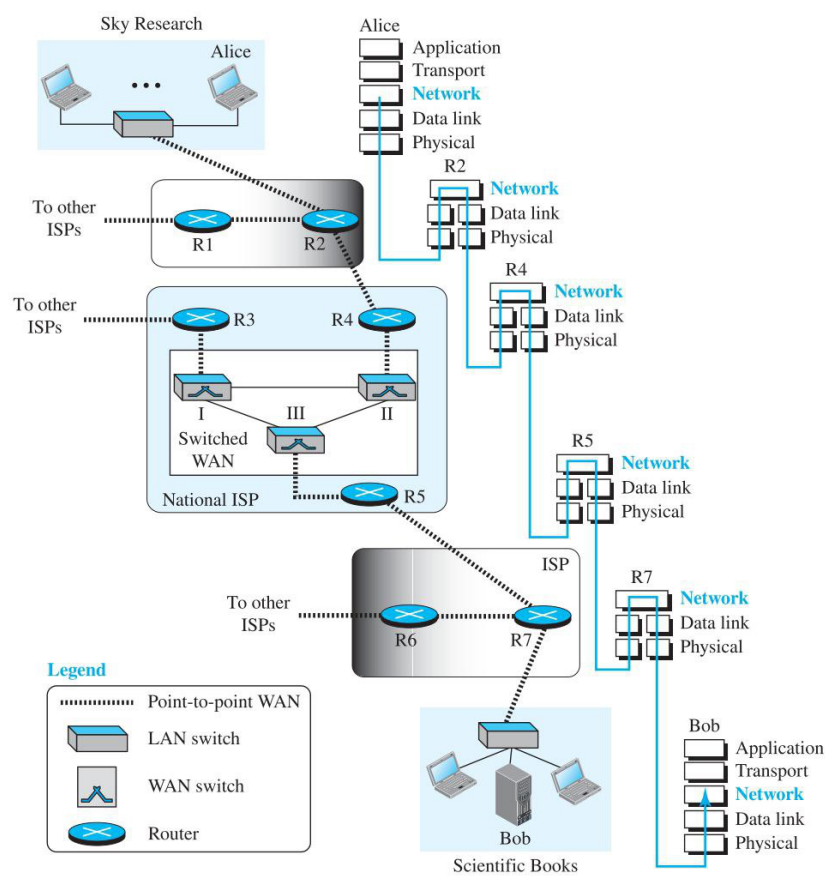 Sky Research
Alice
To other
ISPs
R1
R2
To other
ISPs
R3
R4
I
II
III
Switched
WAN
National ISP
R5
ISP
To other
ISPs
R6
R7
Legend
Point-to-point WAN
LAN switch
WAN switch
Router
Bob
Scientific Books
Alice
Application
Transport
Network
Data link
Physical
R2
Network
Data link
Physical
R4
Network
Data link
Physical
R5
Network
Data link
Physical
R7
Network
Data link
Physical
Bob
Application
Transport
Network
Data link
Physical